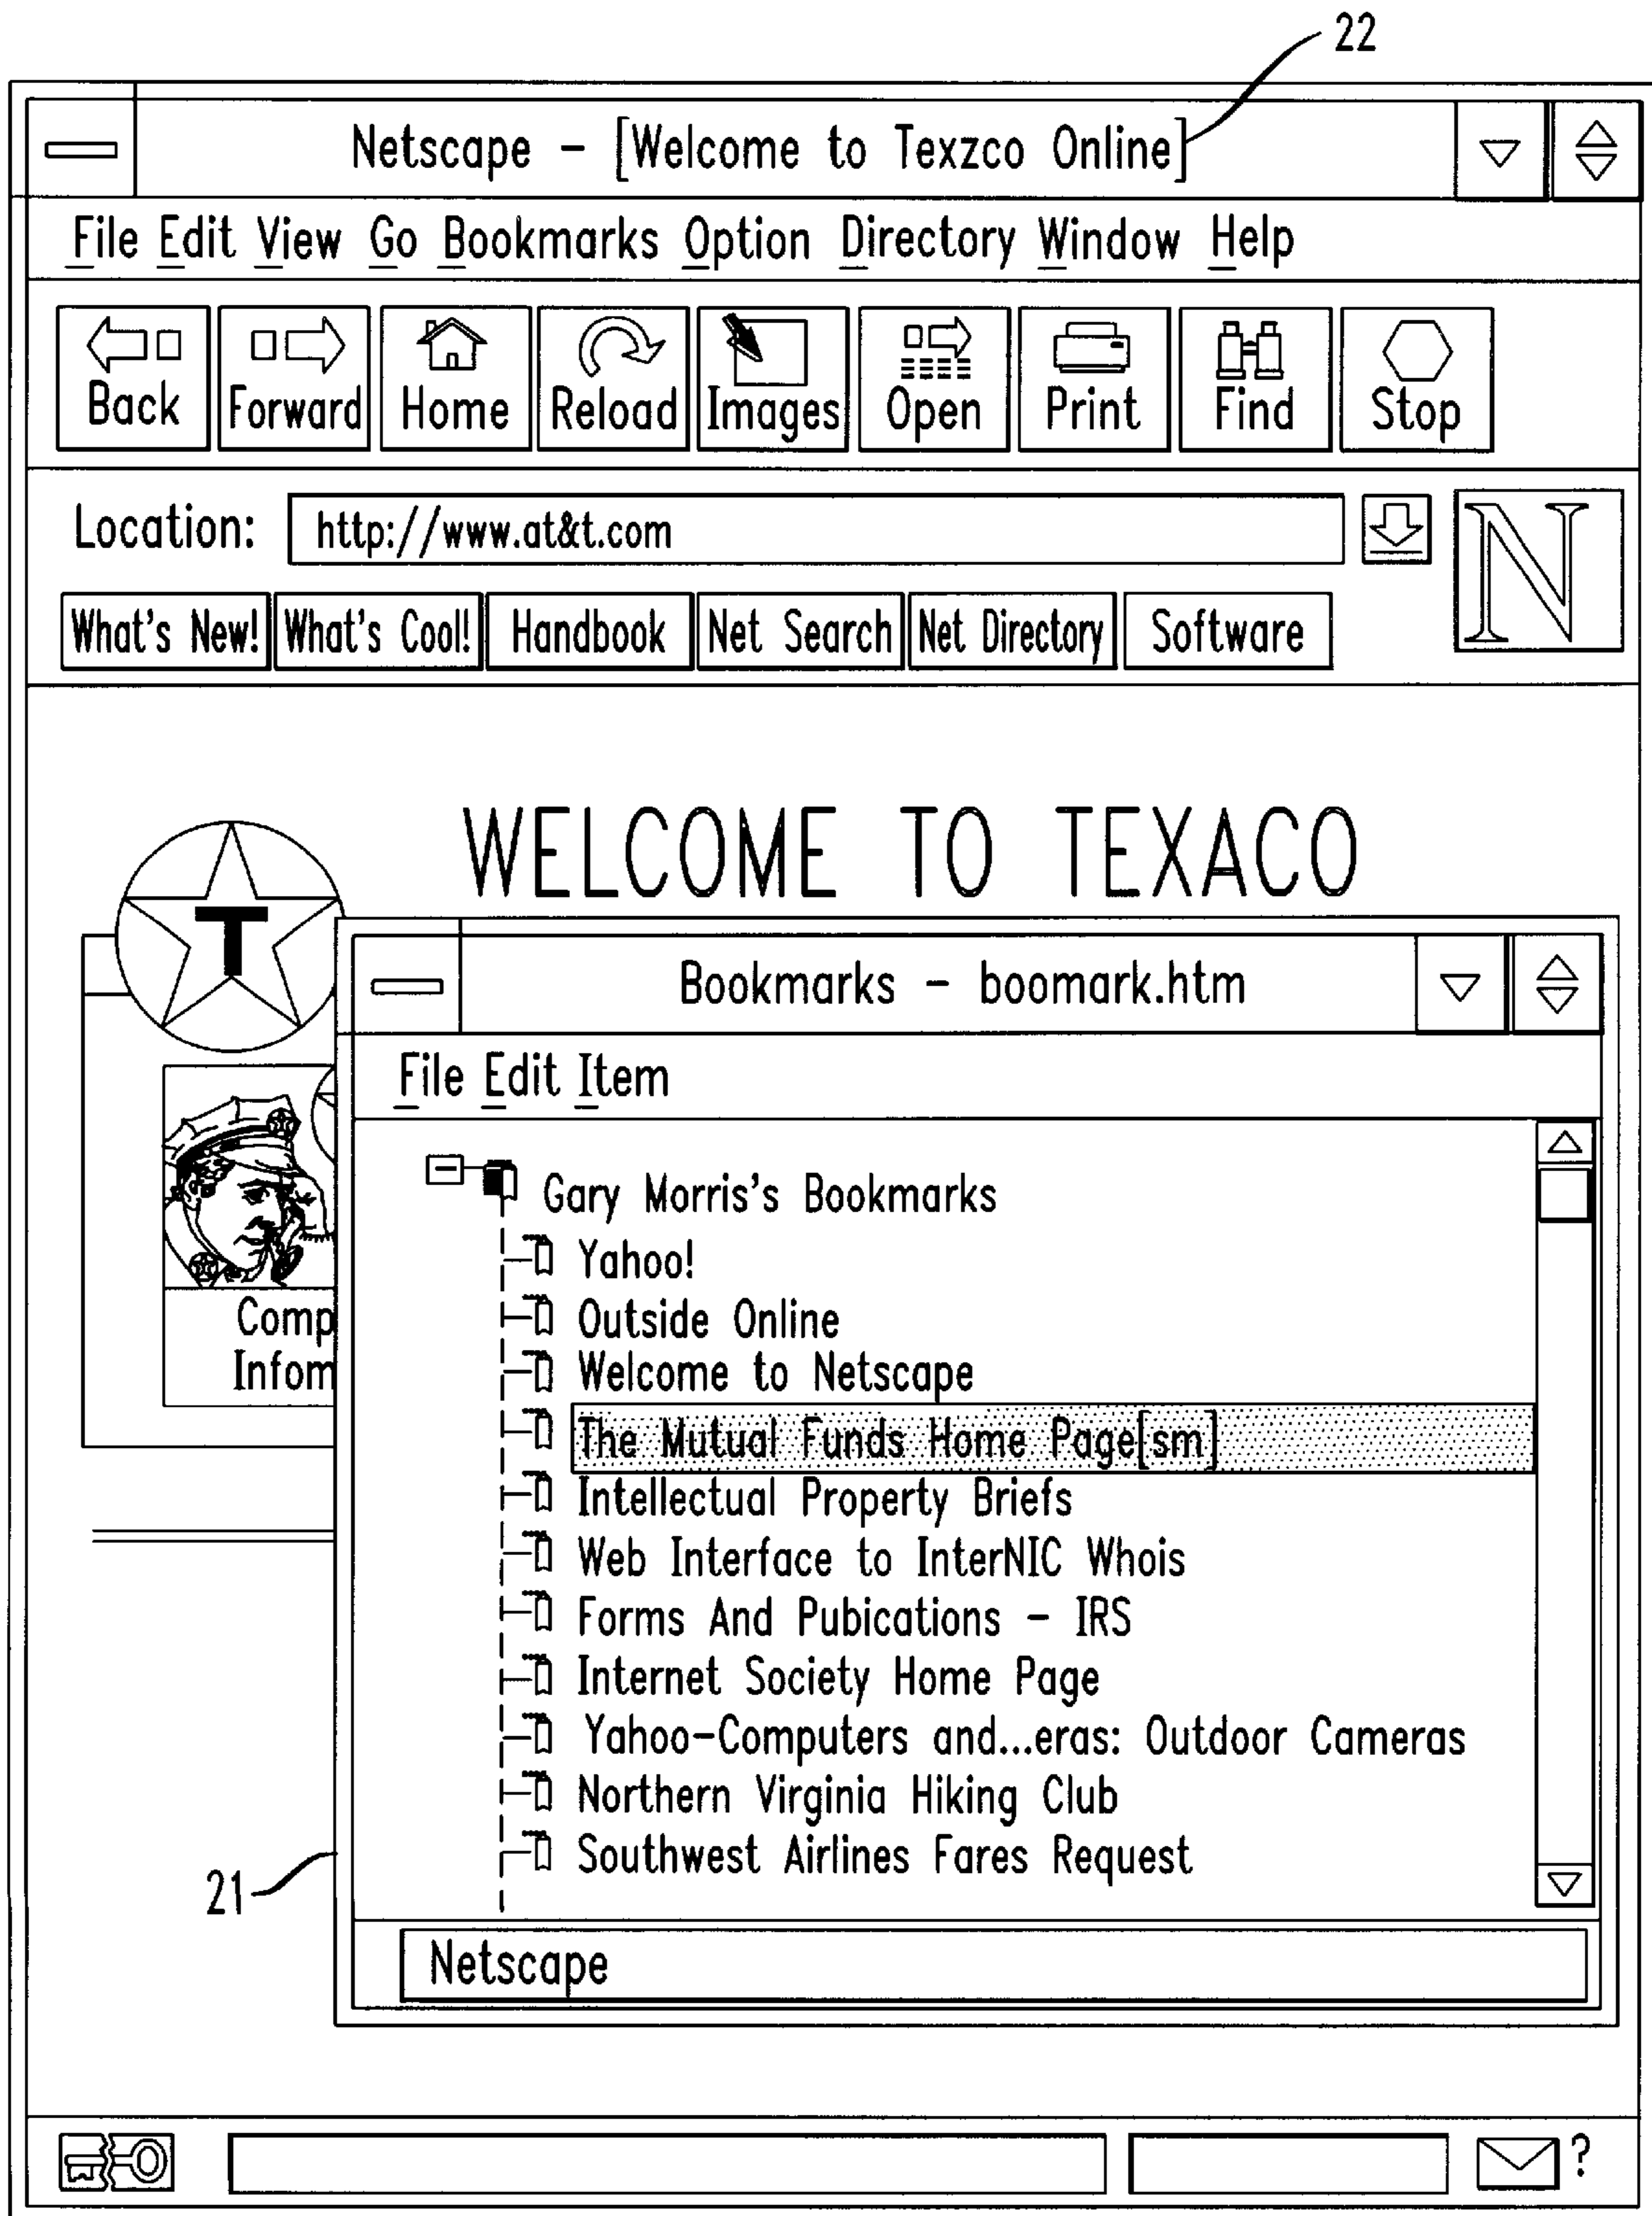 22
Netscape - [Welcome to Texzco Online]
File Edit View Go Bookmarks Option Directory Window Help
Back Forward Home Reload Images Open Print Find Stop
Location: http://www.at&t.com
N
What's New! What's Cool! Handbook Net Search Net Directory Software
WELCOME TO TEXACO
T
Bookmarks - boomark.htm
File Edit Item
Gary Morris's Bookmarks
Yahoo!
Outside Online
Comp
Welcome to Netscape
Infom
The Mutual Funds Home Page[sm]
Intellectual Property Briefs
Web Interface to InterNIC Whois
Forms And Pubications - IRS
Internet Society Home Page
Yahoo-Computers and...eras: Outdoor Cameras
Northern Virginia Hiking Club
Southwest Airlines Fares Request
21
Netscape
?